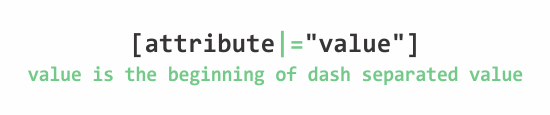 [attribute|="value"]
value is the beginning of dash separated value